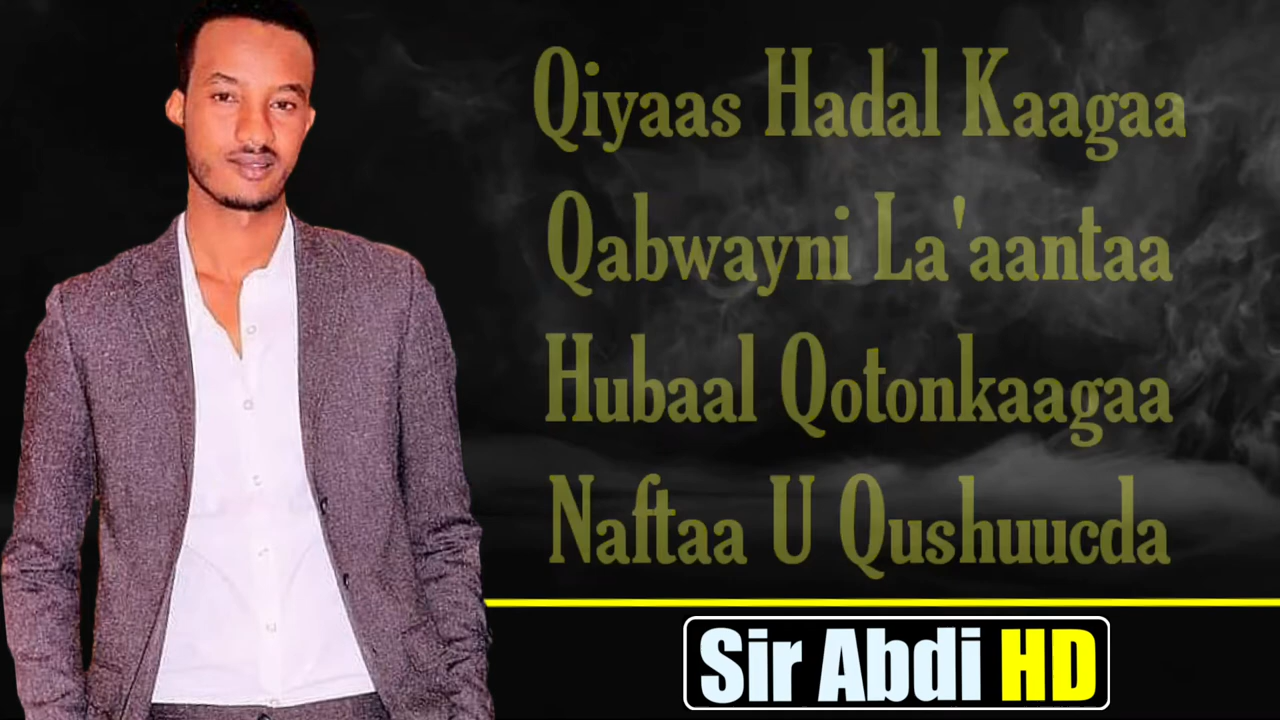 Qiyaas Hadal Kaagaa
Qabwayni La'aantaa
Hubaal Qotonkaagaa
Naftaa U Qushuucda
Sir Abdi HD